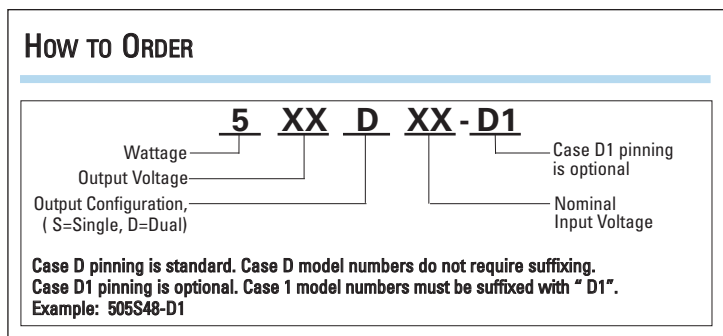 HOW TO ORDER
5 XX D XX - D1
Wattage
Output Voltage
Output Configuration,
( S=Single, D=Dual)
Case D1 pinning
is optional
Nominal
Input Voltage
Case D pinning is standard. Case D model numbers do not require suffixing.
Case D1 pinning is optional. Case 1 model numbers must be suffixed with “ D1”.
Example: 505S48-D1